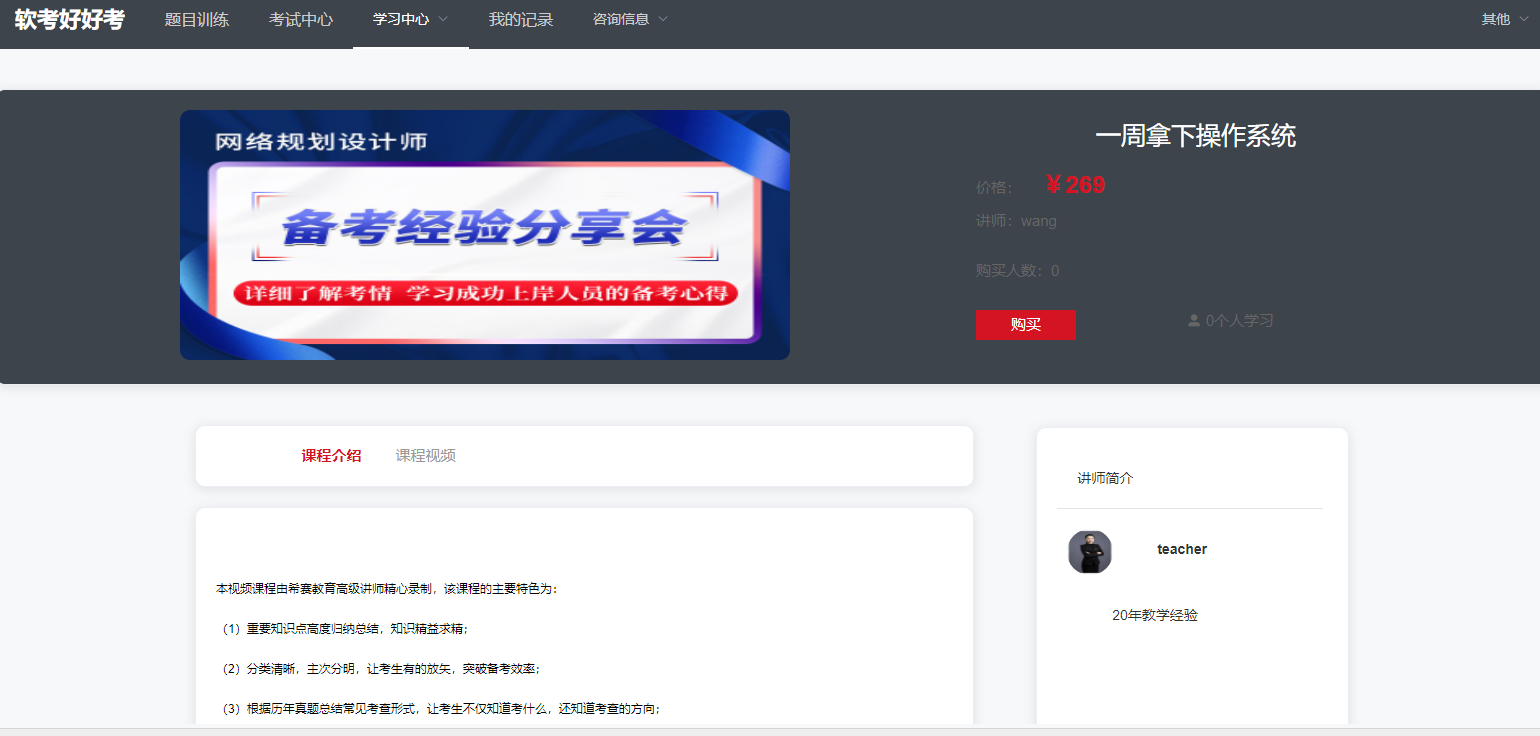 软考好好考 题目训练 考试中心 学习中心 我的记录 咨询信息 其他
网络规划设计师
备考经验分享会
详细了解考情 学习成功上岸人员的备考心得
一周拿下操作系统
价格： ￥269
讲师：wang
购买人数：0
购买 0个人学习
课程介绍 课程视频
本视频课程由希赛教育高级讲师精心录制，该课程的主要特色为：
（1）重要知识点高度归纳总结，知识精益求精；
（2）分类清晰，主次分明，让考生有的放矢，突破备考效率；
（3）根据历年真题总结常见考查形式，让考生不仅知道考什么，还知道考查的方向；
讲师简介
teacher
20年教学经验